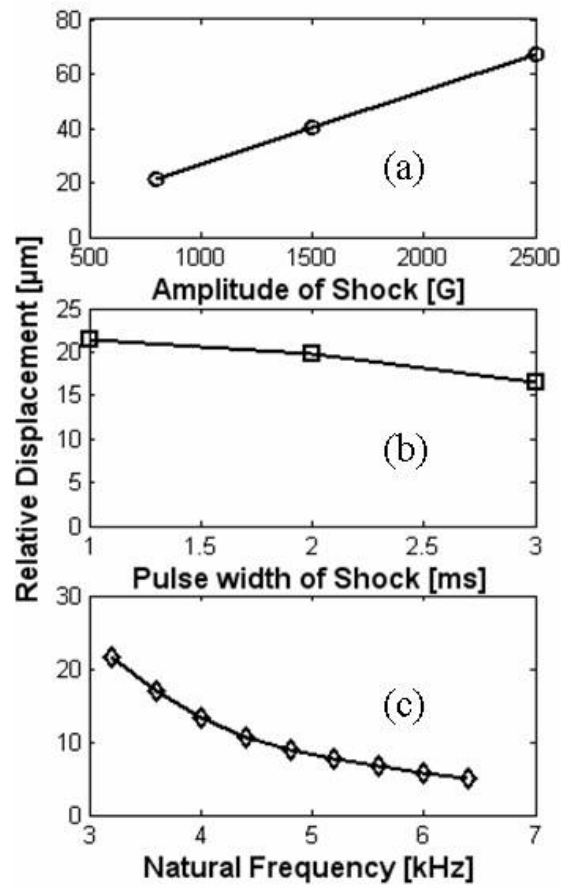 80
60
40
20
0
(a)
500 1000 1500 2000 2500
Amplitude of Shock [G]
Relative Displacement [µm]
25
20
15
10
5
0
(b)
1 1.5 2 2.5 3
Pulse width of Shock [ms]
30
20
10
0
(c)
3 4 5 6 7
Natural Frequency [kHz]